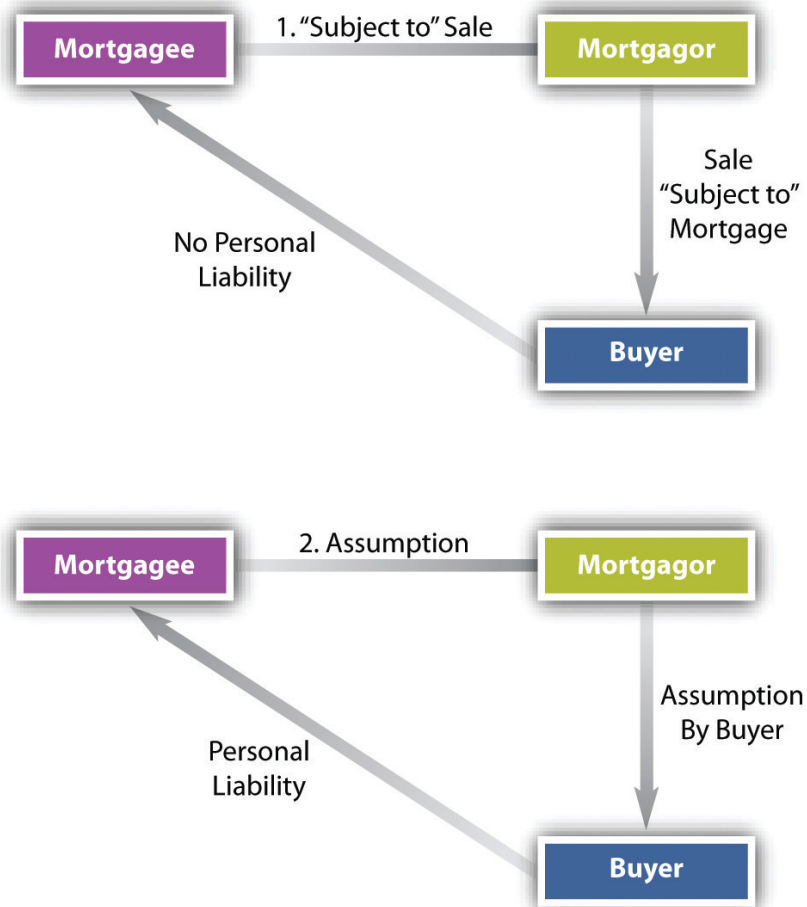 1. “Subject to” Sale
Mortgagee
Mortgagor
Sale
“Subject to”
Mortgage
No Personal
Liability
Buyer
2. Assumption
Mortgagee
Mortgagor
Assumption
By Buyer
Personal
Liability
Buyer